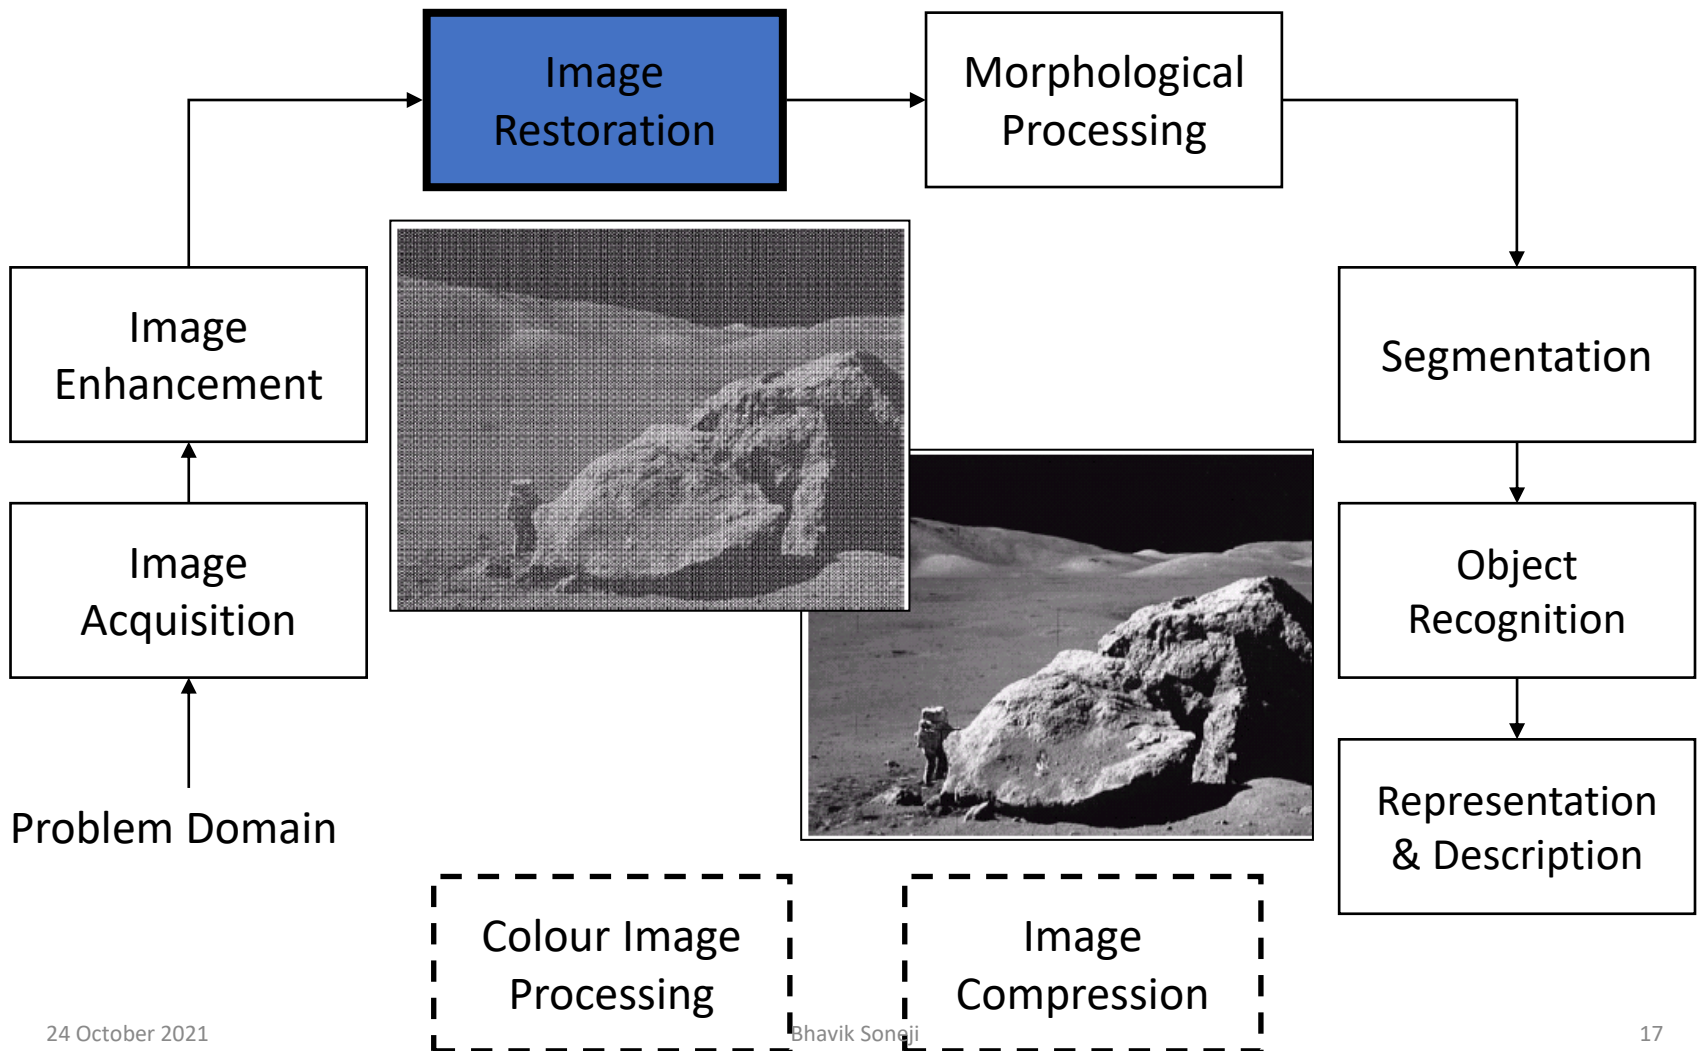 Image
Restoration
Morphological
Processing
Image
Enhancement
Segmentation
Image
Acquisition
Object
Recognition
Problem Domain
Representation
& Description
Colour Image
Processing
Image
Compression
24 October 2021
Bhavik Soneji
17